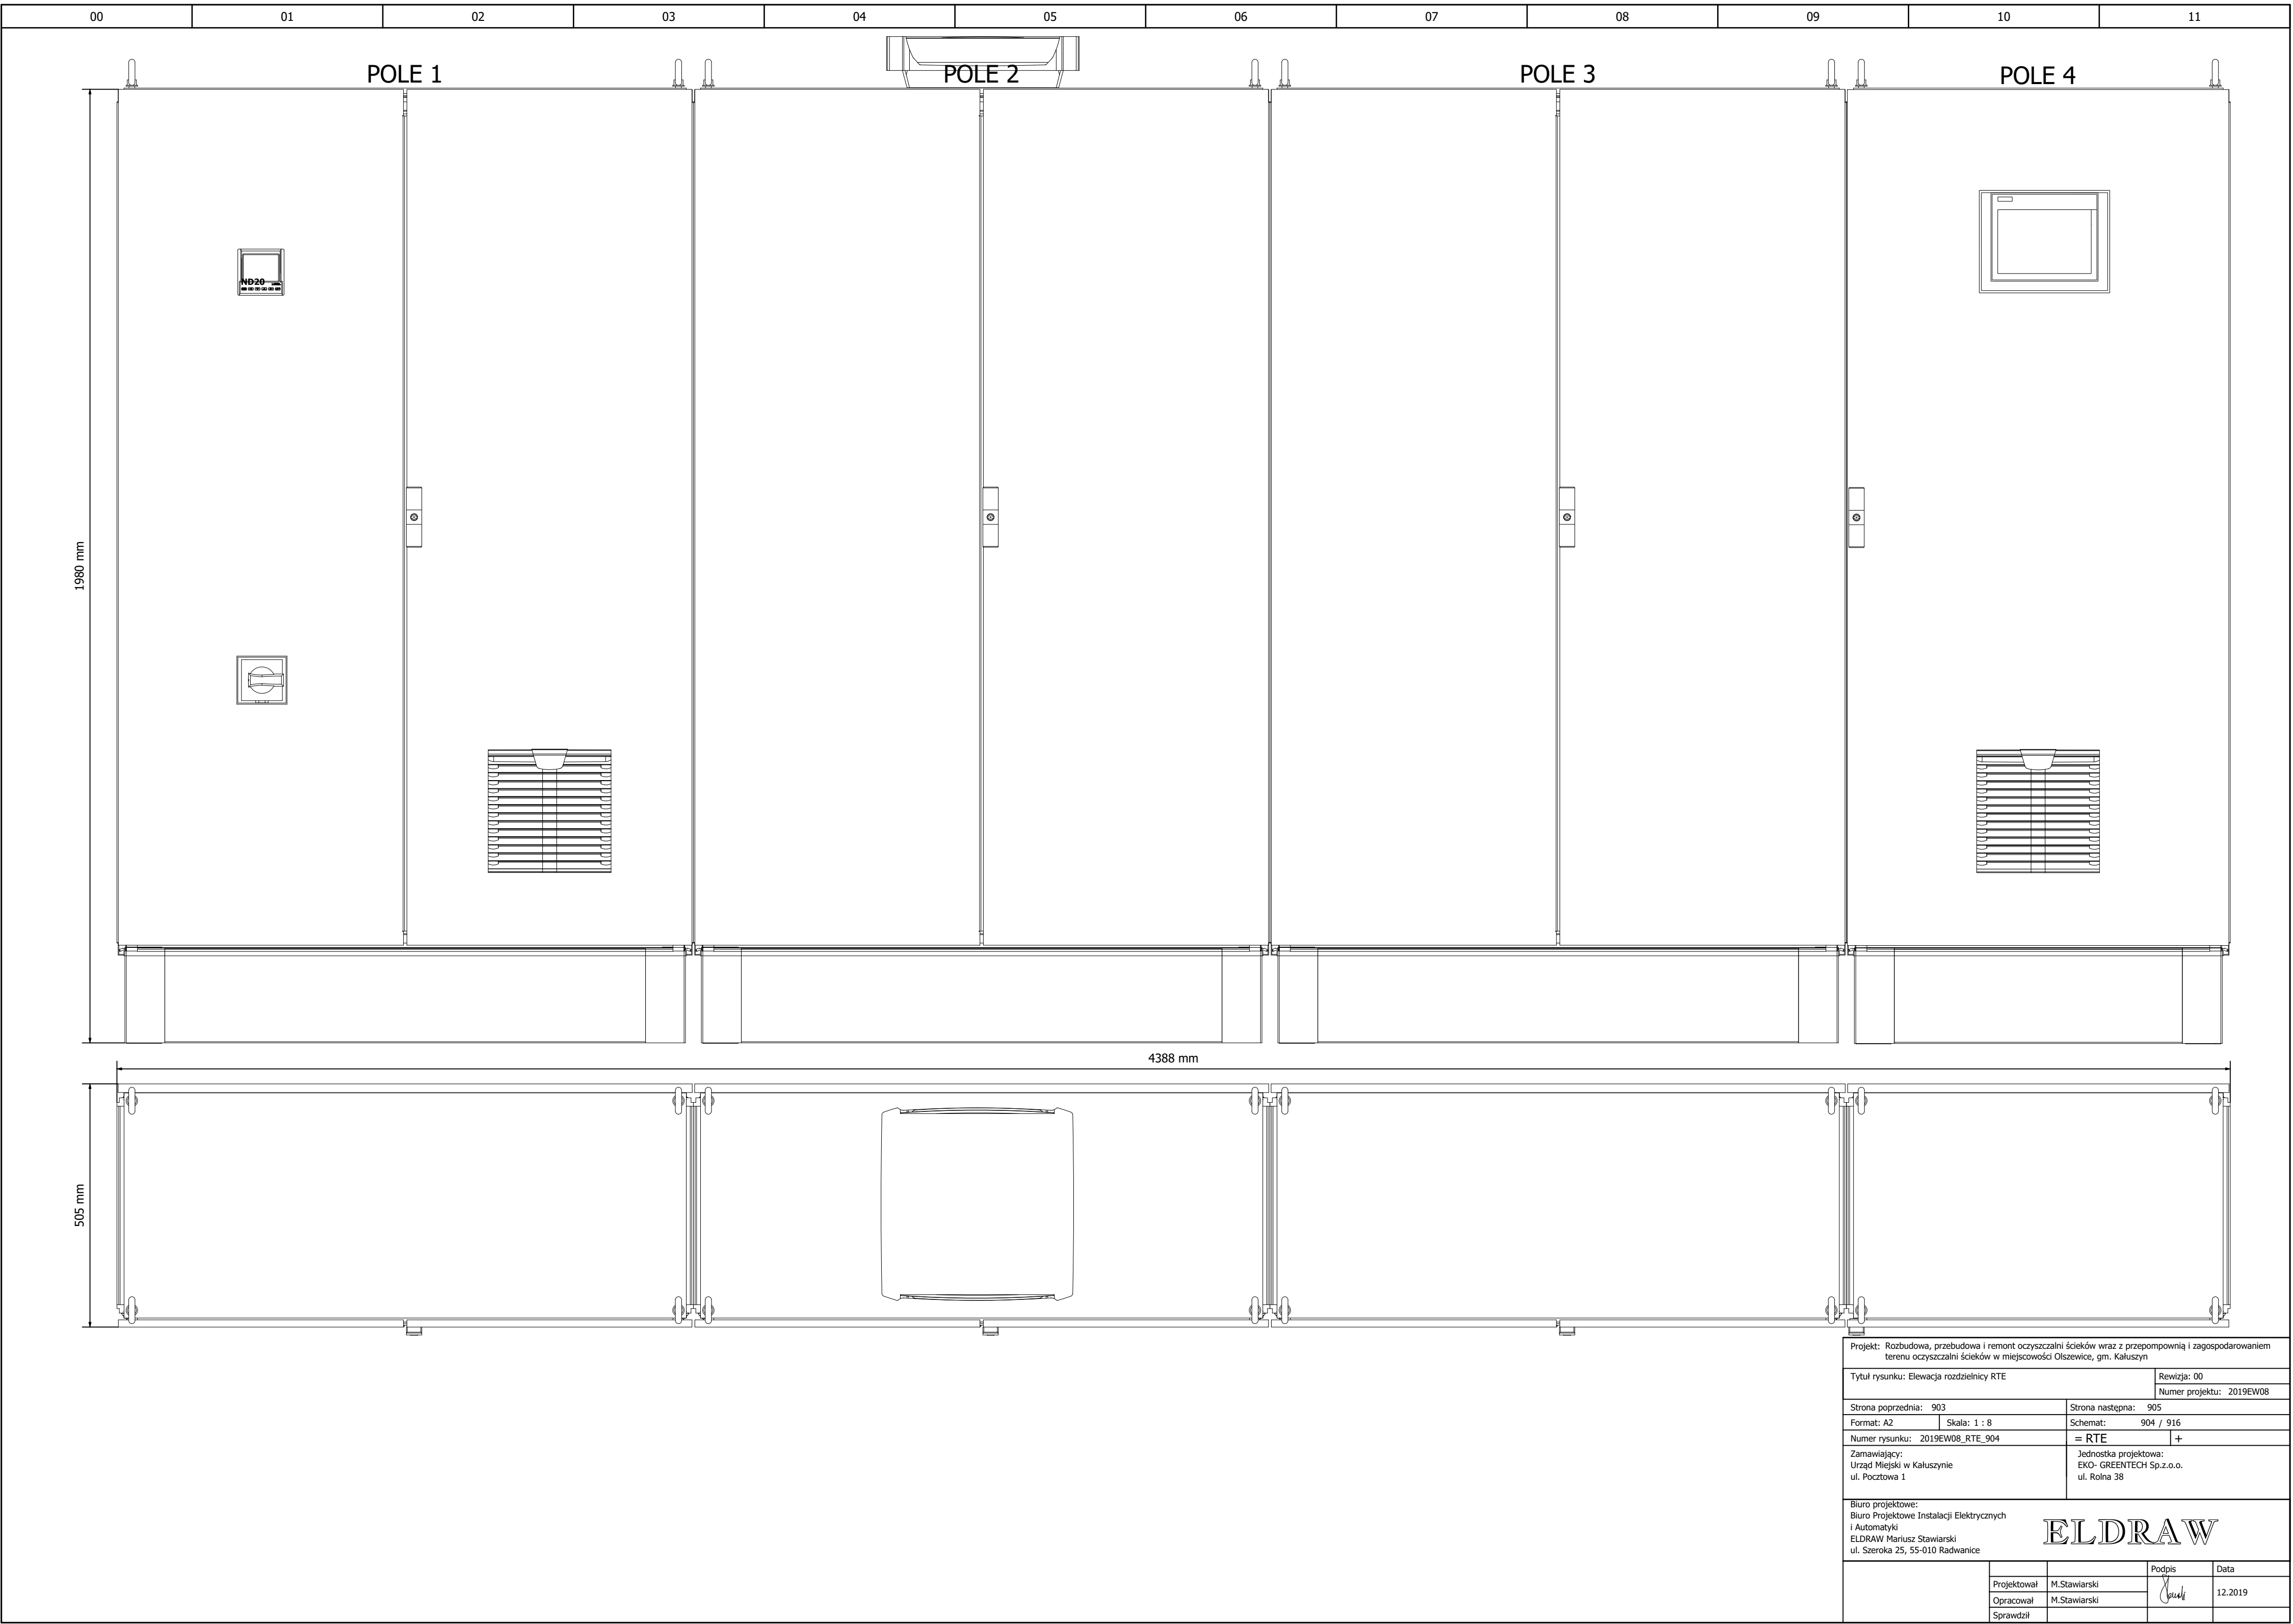 00 01 02 03 04 05 06 07 08 09 10 11
POLE 1 POLE 2 POLE 3 POLE 4
ND20
1980 mm
4388 mm
505 mm
Projekt: Rozbudowa, przebudowa i remont oczyszczalni ścieków wraz z przepompownią i zagospodarowaniem
terenu oczyszczalni ścieków w miejscowości Olszewice, gm. Kałuszyn
Tytuł rysunku: Elewacja rozdzielnicy RTE
Rewizja: 00
Numer projektu: 2019EW08
Strona poprzednia: 903
Strona następna: 905
Format: A2
Skala: 1 : 8
Schemat: 904 / 916
Numer rysunku: 2019EW08_RTE_904
= RTE
+
Zamawiający:
Urząd Miejski w Kałuszynie
ul. Pocztowa 1
Jednostka projektowa:
EKO- GREENTECH Sp.z.o.o.
ul. Rolna 38
Biuro projektowe:
Biuro Projektowe Instalacji Elektrycznych
i Automatyki
ELDRAW Mariusz Stawiarski
ul. Szeroka 25, 55-010 Radwanice
ELDRAW
Podpis Data
Projektował M.Stawiarski
12.2019
Opracował M.Stawiarski
Sprawdził